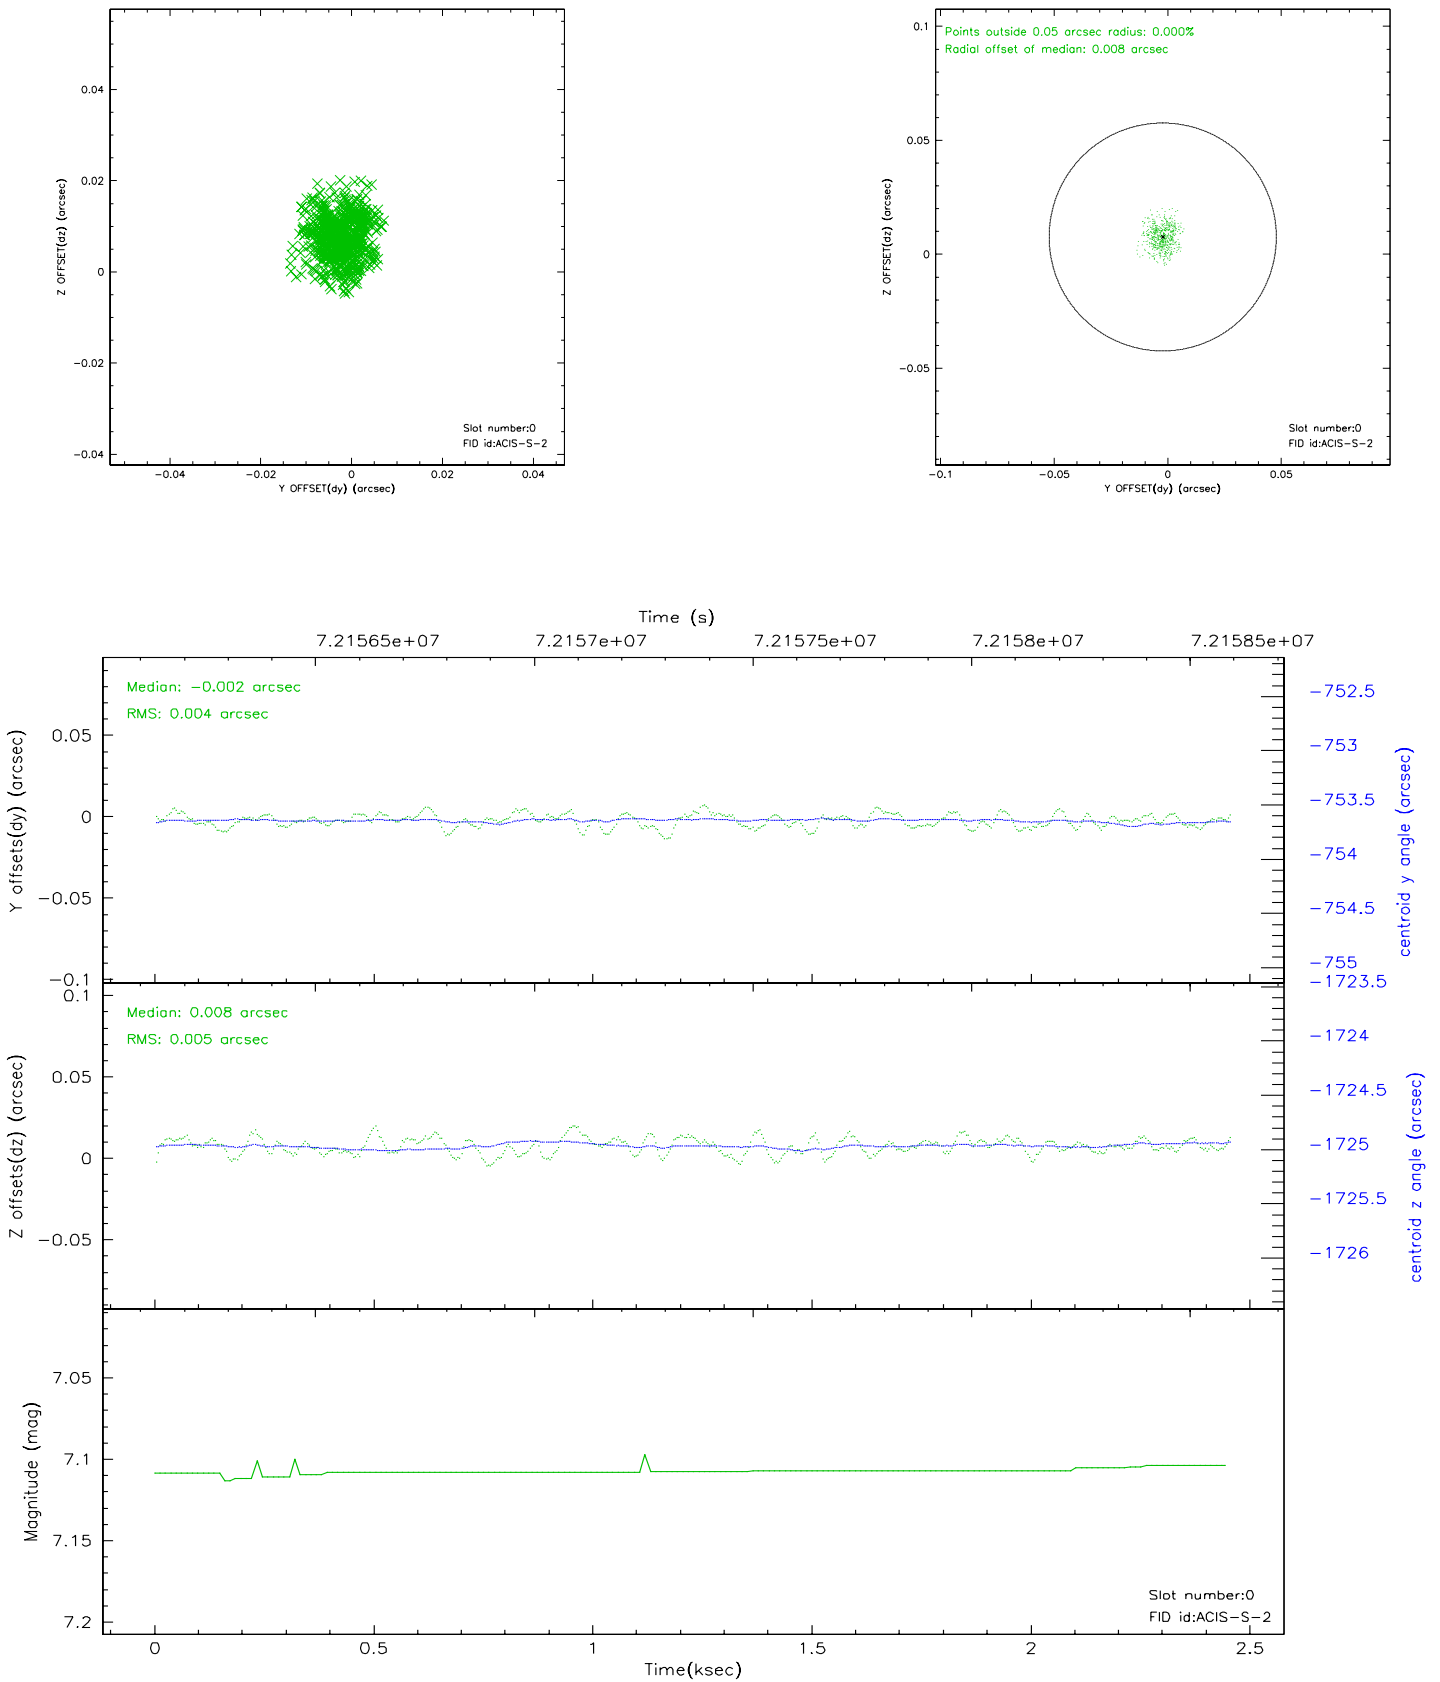 0.04
0.02
0
−0.02
−0.04
Z OFFSET(dz) (arcsec)
Slot number:0
FID id:ACIS−S−2
−0.04
−0.02
0
0.02
0.04
Y OFFSET(dy) (arcsec)
Points outside 0.05 arcsec radius: 0.000%
Radial offset of median: 0.008 arcsec
0.1
0.05
0
−0.05
Z OFFSET(dz) (arcsec)
Slot number:0
FID id:ACIS−S−2
−0.1
−0.05
0
0.05
Y OFFSET(dy) (arcsec)
Time (s)
7.21565e+07
7.2157e+07
7.21575e+07
7.2158e+07
7.21585e+07
Median: −0.002 arcsec
RMS: 0.004 arcsec
0.05
0
−0.05
−0.1
Y offsets(dy) (arcsec)
−752.5
−753
−753.5
−754
−754.5
−755
centroid y angle (arcsec)
Median: 0.008 arcsec
RMS: 0.005 arcsec
0.1
0.05
0
−0.05
Z offsets(dz) (arcsec)
−1723.5
−1724
−1724.5
−1725
−1725.5
−1726
centroid z angle (arcsec)
7.05
7.1
7.15
7.2
Magnitude (mag)
Slot number:0
FID id:ACIS−S−2
0
0.5
1
1.5
2
2.5
Time(ksec)